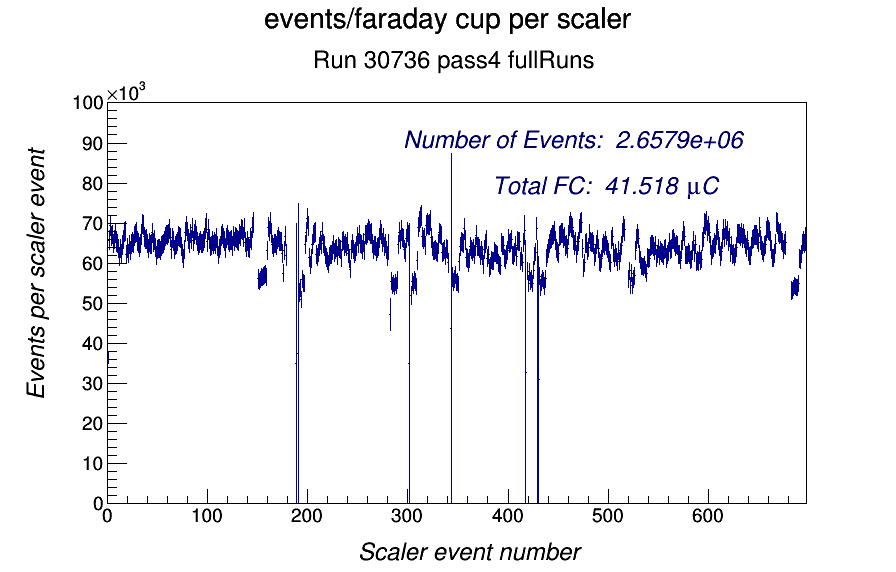 events/faraday cup per scaler
Run 30736 pass4 fullRuns
×10³
100
90
80
70
60
50
40
30
20
10
0
Number of Events: 2.6579e+06
Total FC: 41.518 μC
Events per scaler event
0 100 200 300 400 500 600
Scaler event number